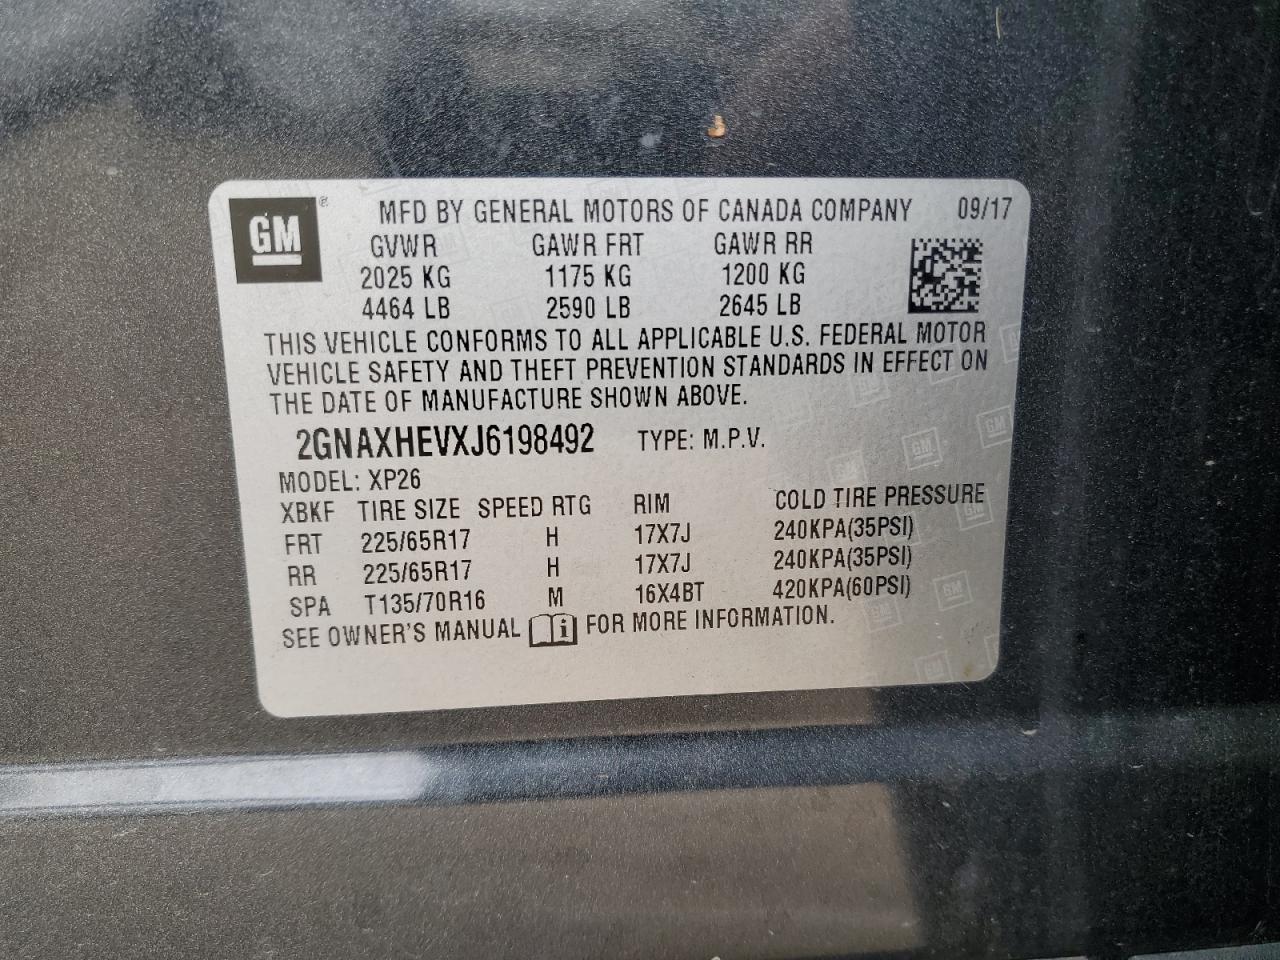 GM ® MFD BY GENERAL MOTORS OF CANADA COMPANY 09/17
GVWR GAWR FRT GAWR RR
2025 KG 1175 KG 1200 KG
4464 LB 2590 LB 2645 LB
THIS VEHICLE CONFORMS TO ALL APPLICABLE U.S. FEDERAL MOTOR
VEHICLE SAFETY AND THEFT PREVENTION STANDARDS IN EFFECT ON
THE DATE OF MANUFACTURE SHOWN ABOVE.
2GNAXHEVXJ6198492 TYPE: M.P.V.
MODEL: XP26
XBKF TIRE SIZE SPEED RTG RIM COLD TIRE PRESSURE
FRT 225/65R17 H 17X7J 240KPA(35PSI)
RR 225/65R17 H 17X7J 240KPA(35PSI)
SPA T135/70R16 M 16X4BT 420KPA(60PSI)
SEE OWNER'S MANUAL i FOR MORE INFORMATION.